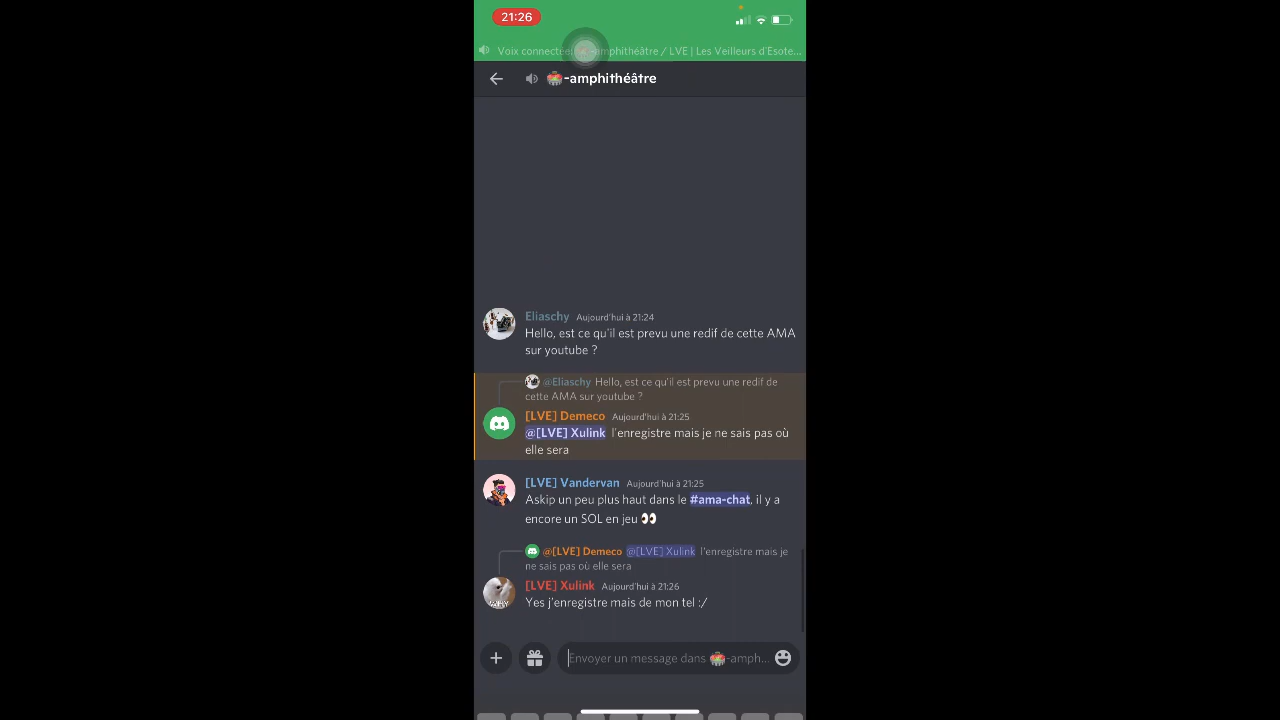 21:26
Voix connectée -amphithéâtre / LVE | Les Veilleurs d'Esote...
-amphithéâtre
Eliaschy Aujourd'hui à 21:24
Hello, est ce qu'il est prevu une redif de cette AMA
sur youtube ?
@Eliaschy Hello, est ce qu'il est prevu une redif de
cette AMA sur youtube ?
[LVE] Demeco Aujourd'hui à 21:25
@[LVE] Xulink l'enregistre mais je ne sais pas où
elle sera
[LVE] Vandervan Aujourd'hui à 21:25
Askip un peu plus haut dans le #ama-chat, il y a
encore un SOL en jeu 👀
@[LVE] Demeco @[LVE] Xulink l'enregistre mais je
ne sais pas où elle sera
[LVE] Xulink Aujourd'hui à 21:26
Yes j'enregistre mais de mon tel :/
Envoyer un message dans -amph...